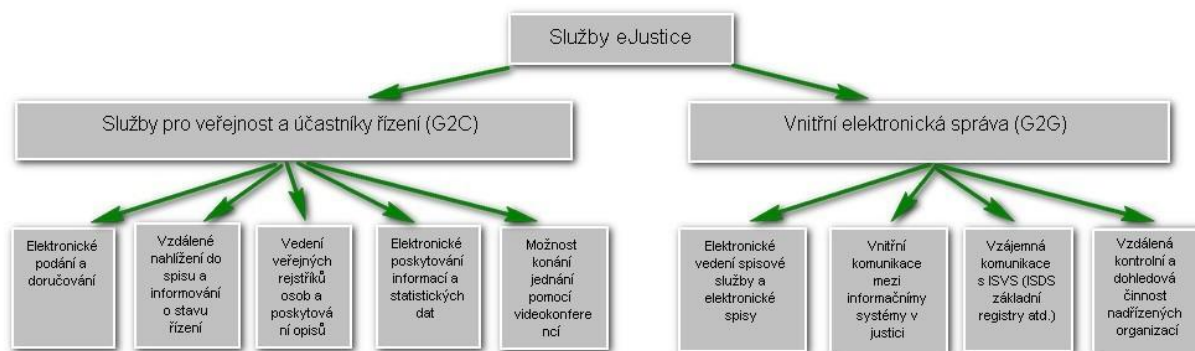 Služby eJustice
Služby pro veřejnost a účastníky řízení (G2C)
Vnitřní elektronická správa (G2G)
Elektronické
podání a
doručování
Vzdálené
nahlížení do
spisu a
informování
o stavu
řízení
Vedení
veřejných
rejstříků
osob a
poskytová
ní opisů
Elektronické
poskytování
informací a
statistických
dat
Možnost
konání
jednání
pomocí
videokonfere
ncí
Elektronické
vedení spisové
služby a
elektronické
spisy
Vnitřní
komunikace
mezi
informačnímy
systémy v
justici
Vzájemná
komunikace
s ISVS (ISDS
základní
registry atd.)
Vzdálená
kontrolní a
dohledová
činnost
nadřízených
organizací